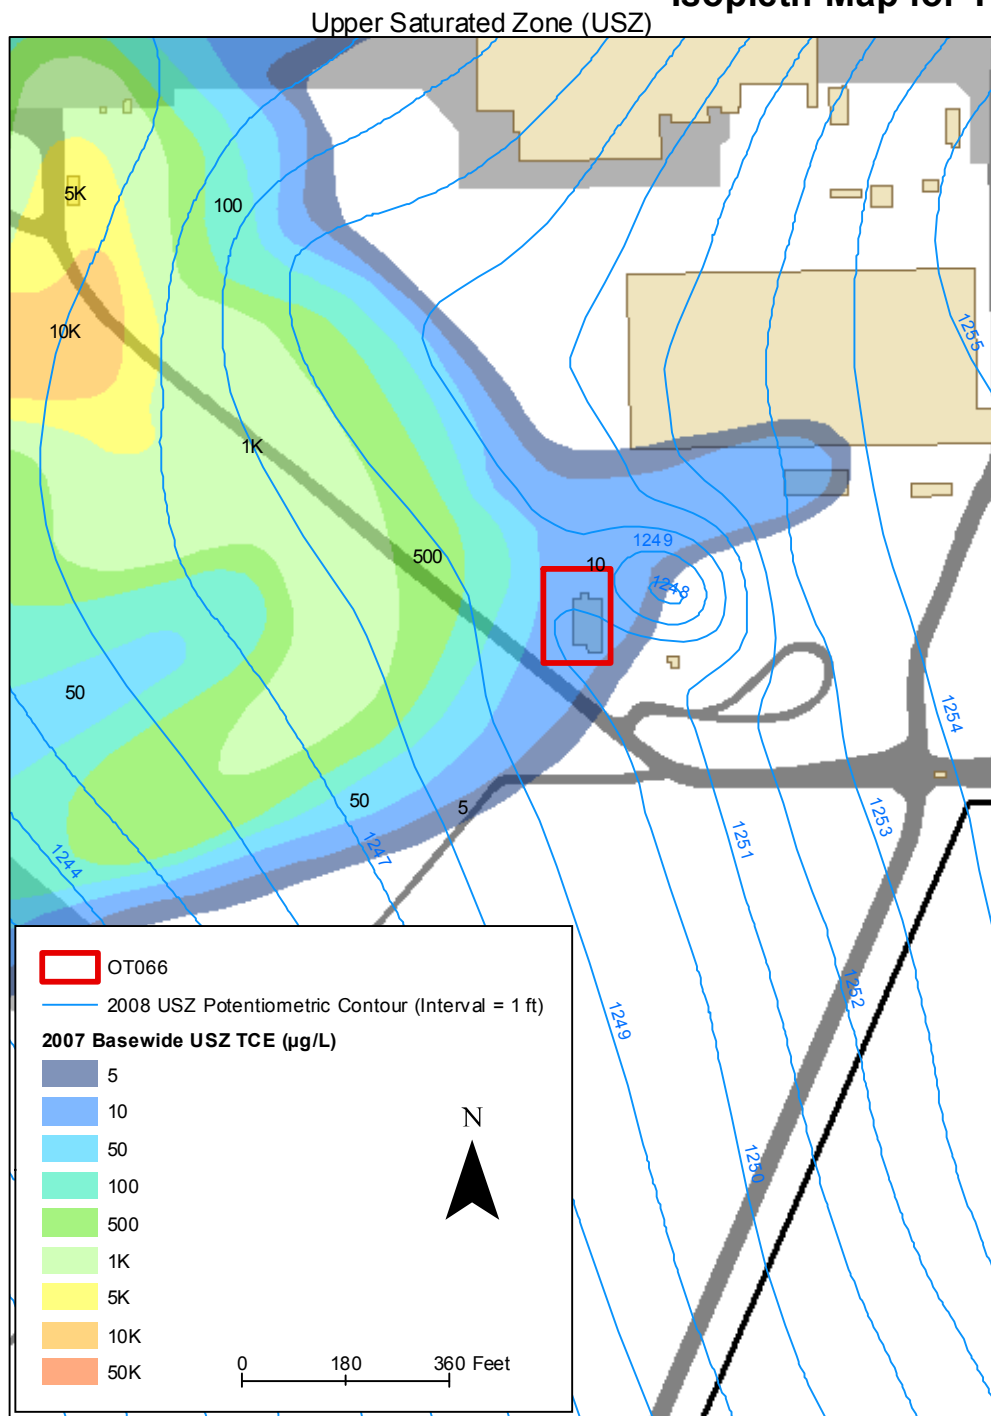 Upper Saturated Zone (USZ)
5K
100
10K
1255
1K
500
1249
10
1248
50
1254
50
5
1244
1247
1251
1253
1252
1249
1250
OT066
2008 USZ Potentiometric Contour (Interval = 1 ft)
2007 Basewide USZ TCE (µg/L)
5
10
50
100
500
1K
5K
10K
50K
N
0 180 360 Feet